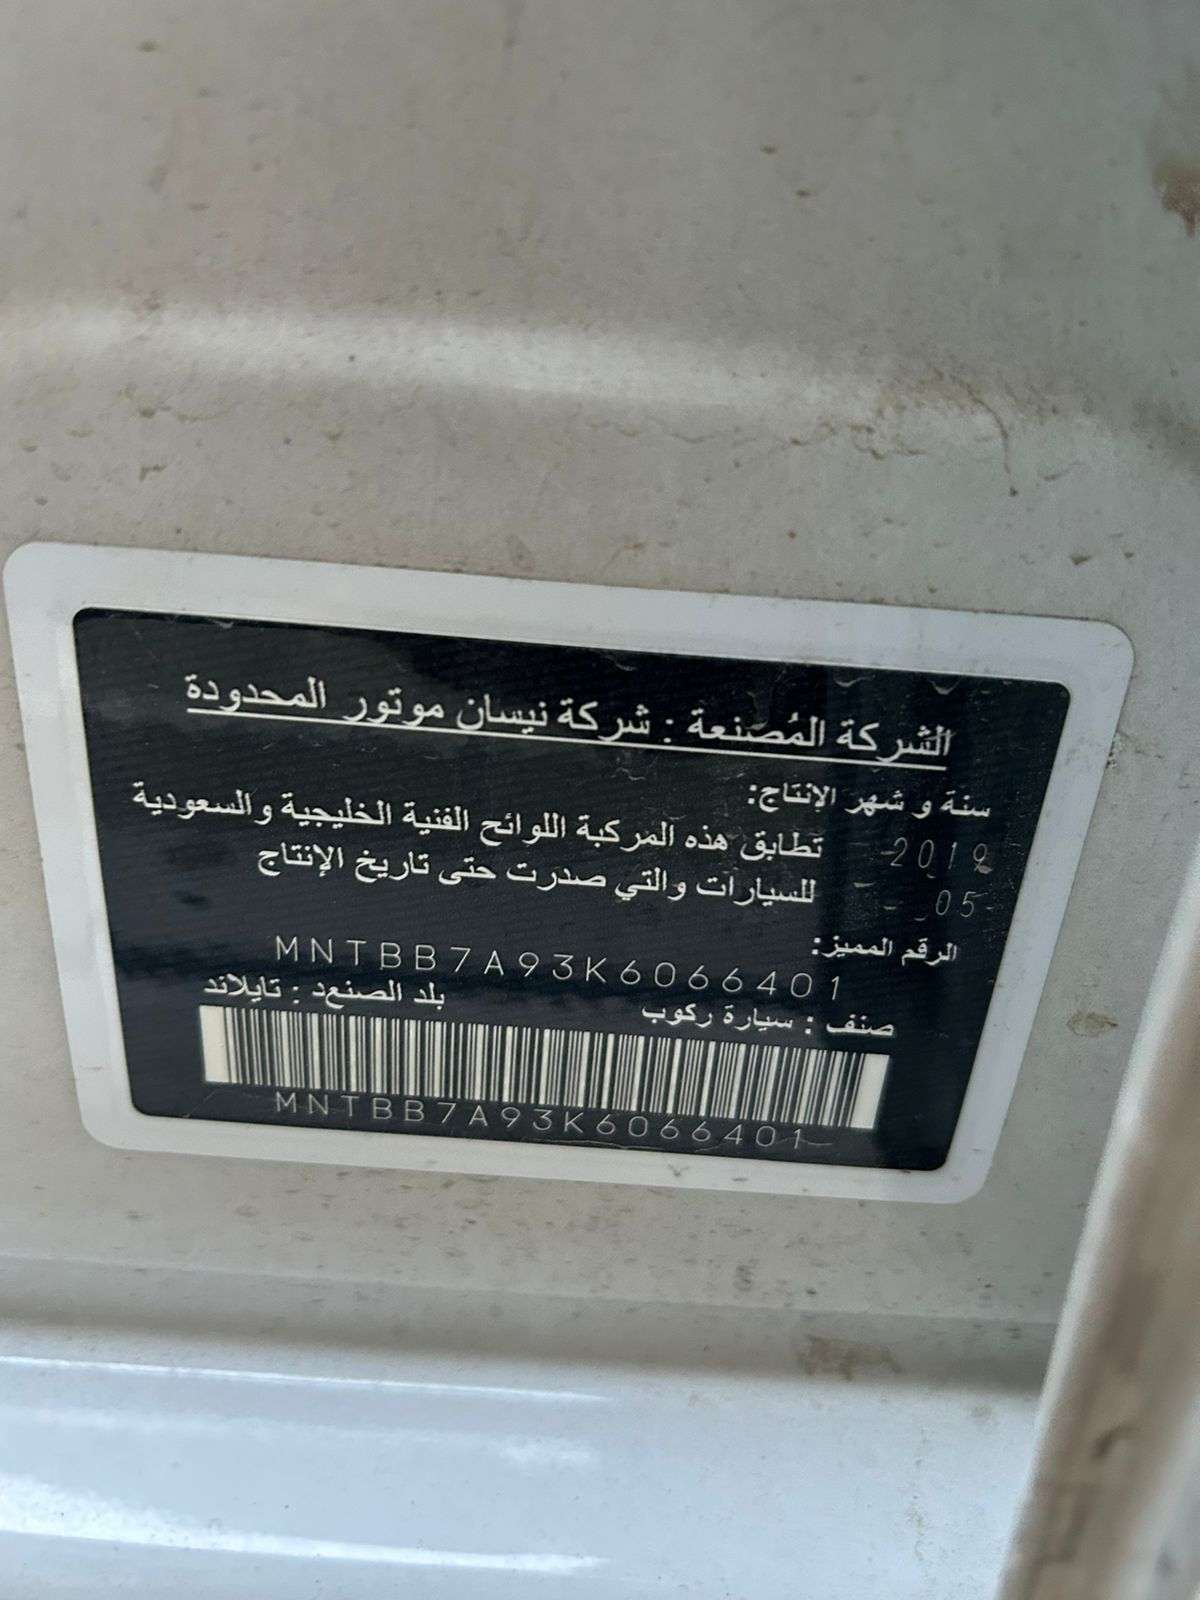 الشركة المُصنعة : شركة نيسان موتور المحدودة
سنة و شهر الإنتاج:
2019 تطابق هذه المركبة اللوائح الفنية الخليجية والسعودية
05 للسيارات والتي صدرت حتى تاريخ الإنتاج
الرقم المميز:
MNTBB7A93K6066401
صنف : سيارة ركوب بلد الصنع : تايلاند
MNTBB7A93K6066401